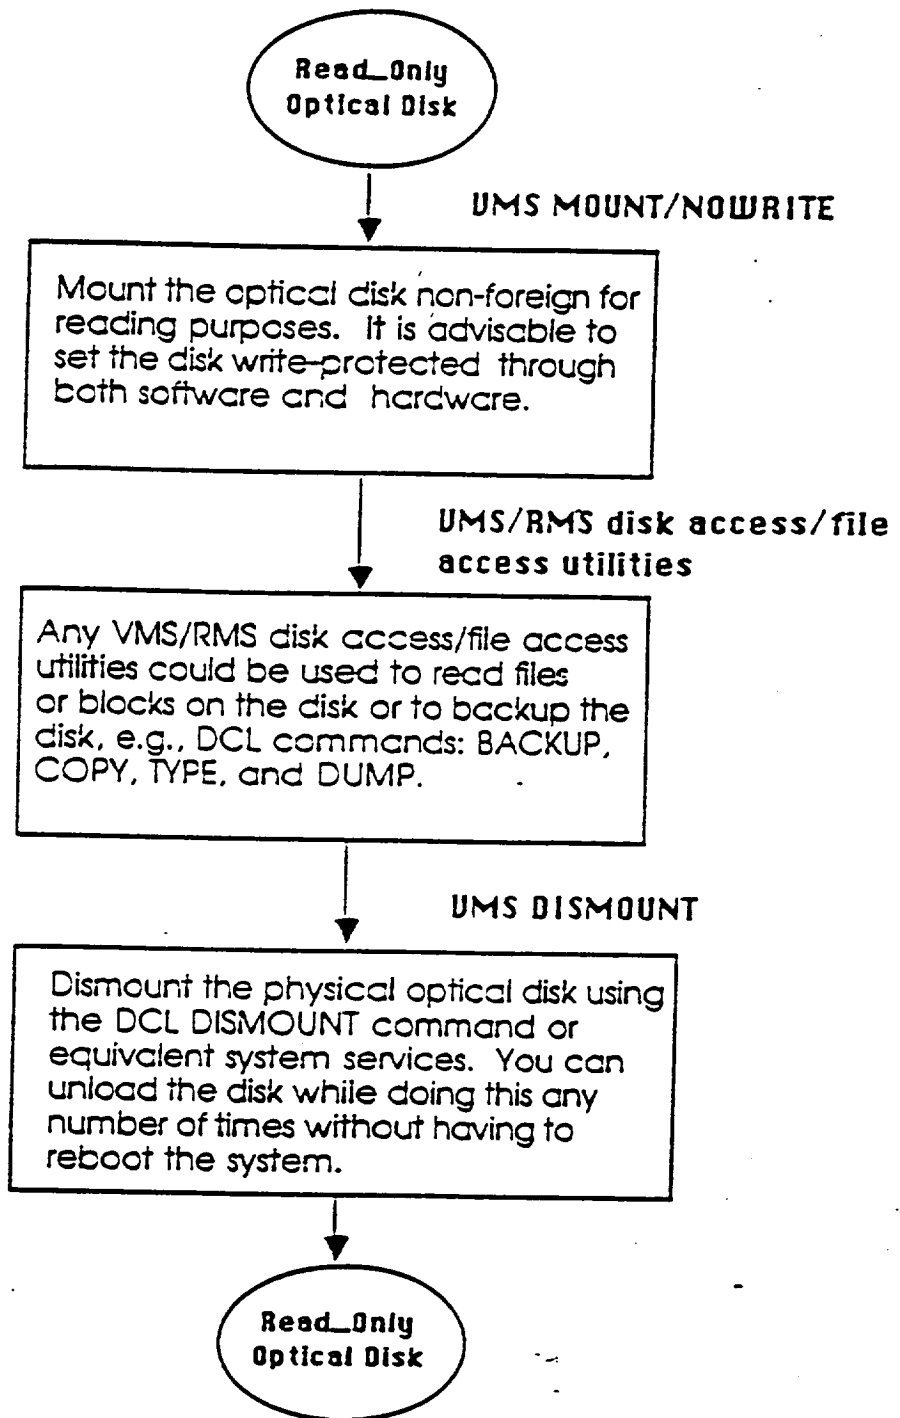 Read_Only
Optical Disk
VMS MOUNT/NOWRITE
Mount the optical disk non-foreign for
reading purposes. It is advisable to
set the disk write-protected through
both software and hardware.
VMS/RMS disk access/file
access utilities
Any VMS/RMS disk access/file access
utilities could be used to read files
or blocks on the disk or to backup the
disk, e.g., DCL commands: BACKUP,
COPY, TYPE, and DUMP.
VMS DISMOUNT
Dismount the physical optical disk using
the DCL DISMOUNT command or
equivalent system services. You can
unload the disk while doing this any
number of times without having to
reboot the system.
Read_Only
Optical Disk